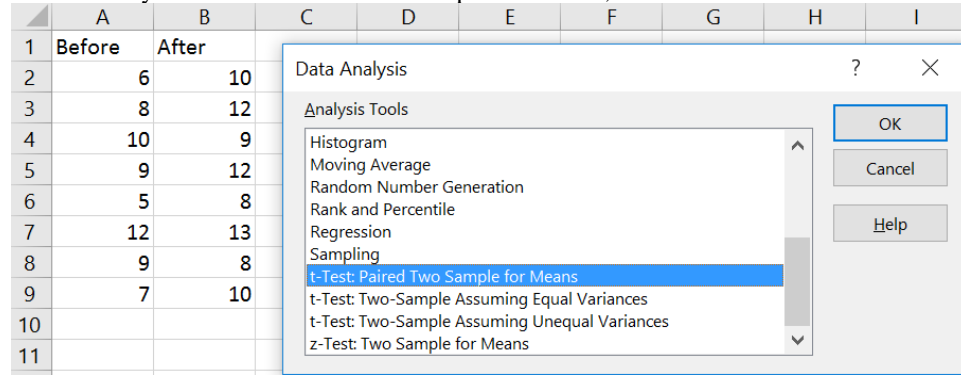 A B C D E F G H I
1 Before After
Data Analysis ? ×
2 6 10
Analysis Tools
3 8 12
OK
4 10 9
Histogram
Moving Average
Cancel
5 9 12
Random Number Generation
6 5 8
Rank and Percentile
Help
7 12 13
Regression
8 9 8
Sampling
9 7 10
t-Test: Paired Two Sample for Means
t-Test: Two-Sample Assuming Equal Variances
10
t-Test: Two-Sample Assuming Unequal Variances
11
z-Test: Two Sample for Means